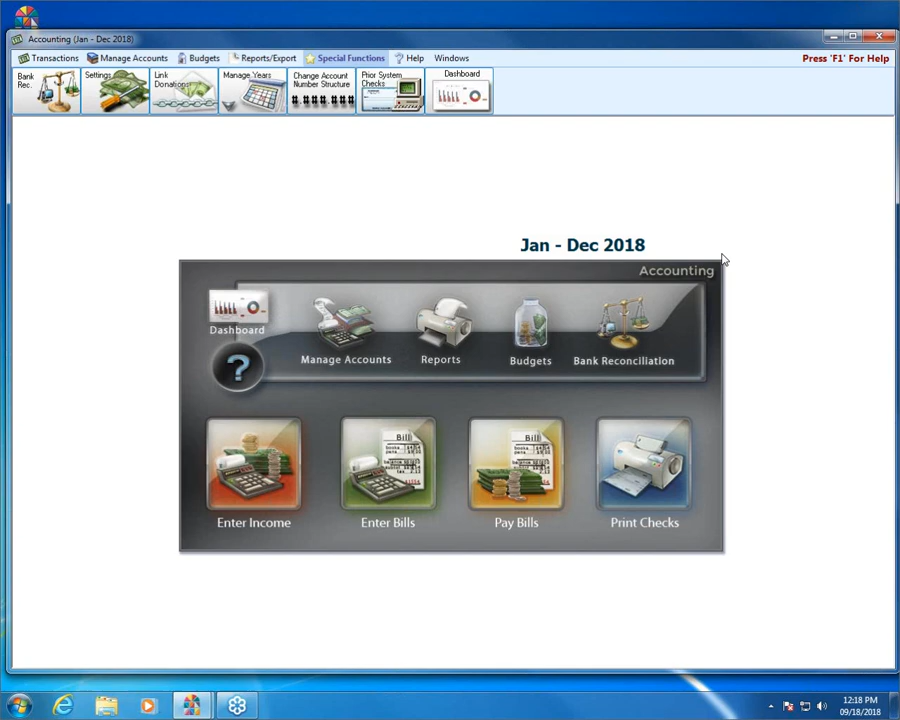 Accounting (Jan - Dec 2018)
Transactions Manage Accounts Budgets Reports/Export Special Functions Help Windows Press 'F1' For Help
Bank Rec.
Settings
Link Donations
Manage Years
Change Account Number Structure
Prior System Checks
Dashboard
Jan - Dec 2018
Accounting
Dashboard
?
Manage Accounts
Reports
Budgets
Bank Reconciliation
Bill
Bill
Enter Income
Enter Bills
Pay Bills
Print Checks
12:18 PM
09/18/2018